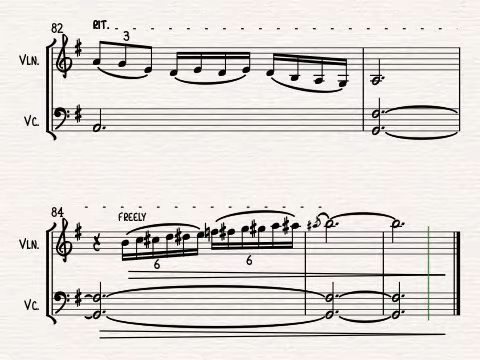 82 RIT.
3
VLN.
VC.
84 FREELY
VLN.
6 6
VC.